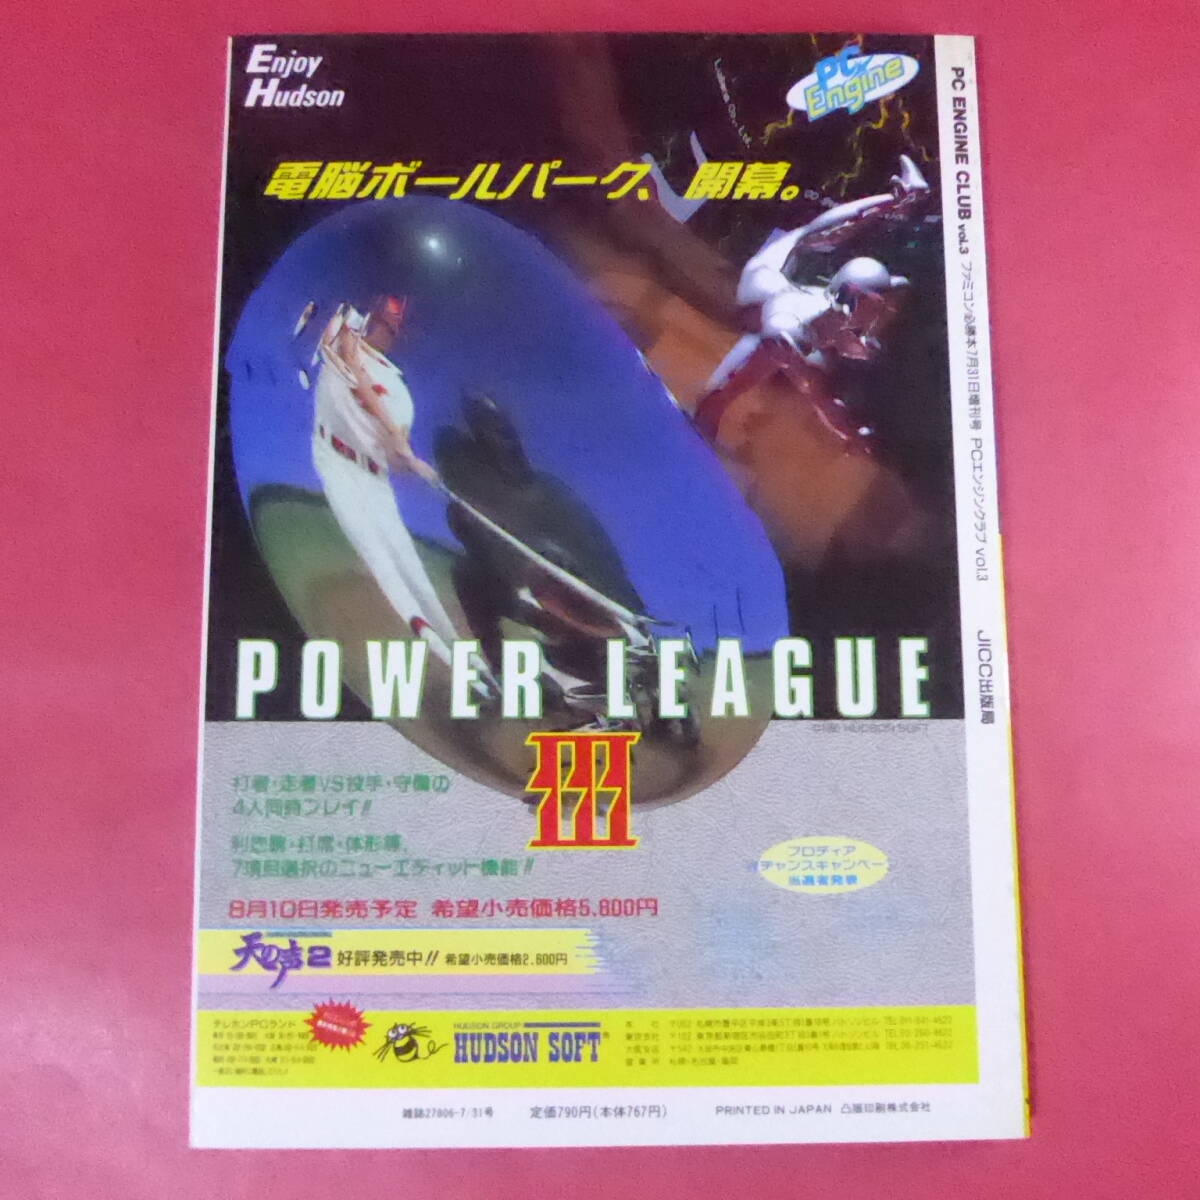 Enjoy
Hudson
PC
Engine
電脳ボールパーク、開幕。
POWER LEAGUE
III
打者・走者VS投手・守備の
4人同時プレイ!!
利き腕・打席・体形等、
7項目選択のニューエディット機能!!
プロディア
チャンスキャンペーン
当選者発表
8月10日発売予定 希望小売価格5,800円
天の声2 好評発売中!! 希望小売価格2,600円
テレホンPCランド
HUDSON GROUP
HUDSON SOFT®
雑誌27806-7/31号 定価790円(本体767円) PRINTED IN JAPAN 凸版印刷株式会社
PC ENGINE CLUB vol.3 ファミコン必勝本7月31日増刊号 PCエンジンクラブ vol.3 JICC出版局